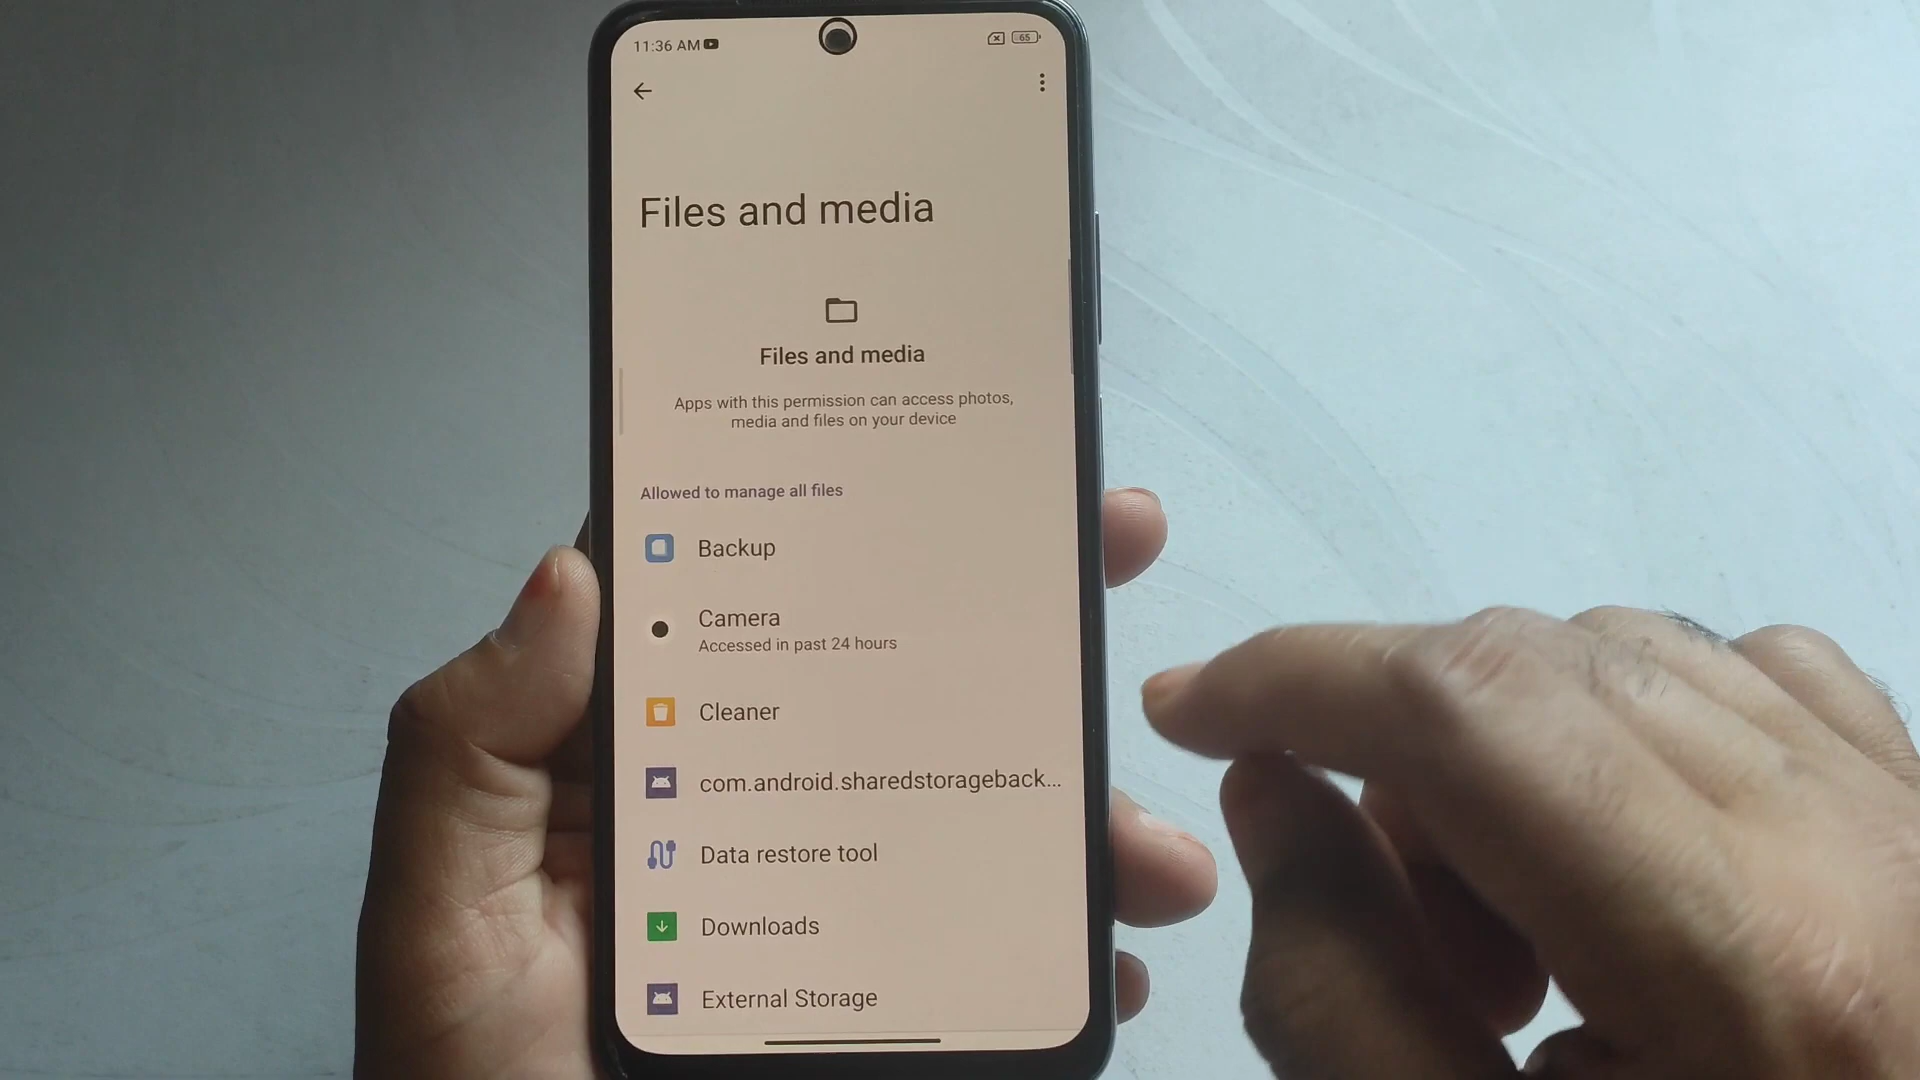 11:36 AM
65
Files and media
Files and media
Apps with this permission can access photos,
media and files on your device
Allowed to manage all files
Backup
Camera
Accessed in past 24 hours
Cleaner
com.android.sharedstorageback...
Data restore tool
Downloads
External Storage